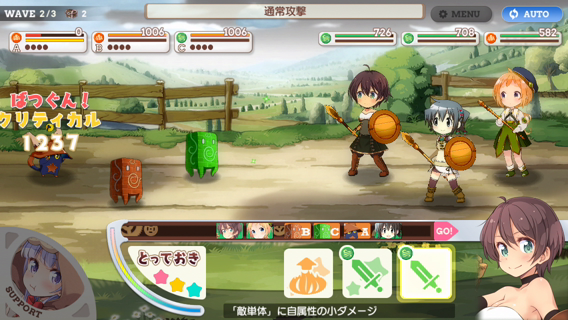 WAVE 2/3 2
通常攻撃
MENU
AUTO
A 0
B 1006
C 1006
726
708
582
ばつぐん!
クリティカル
1237
B C A GO!
とっておき
SUPPORT
「敵単体」に自属性の小ダメージ